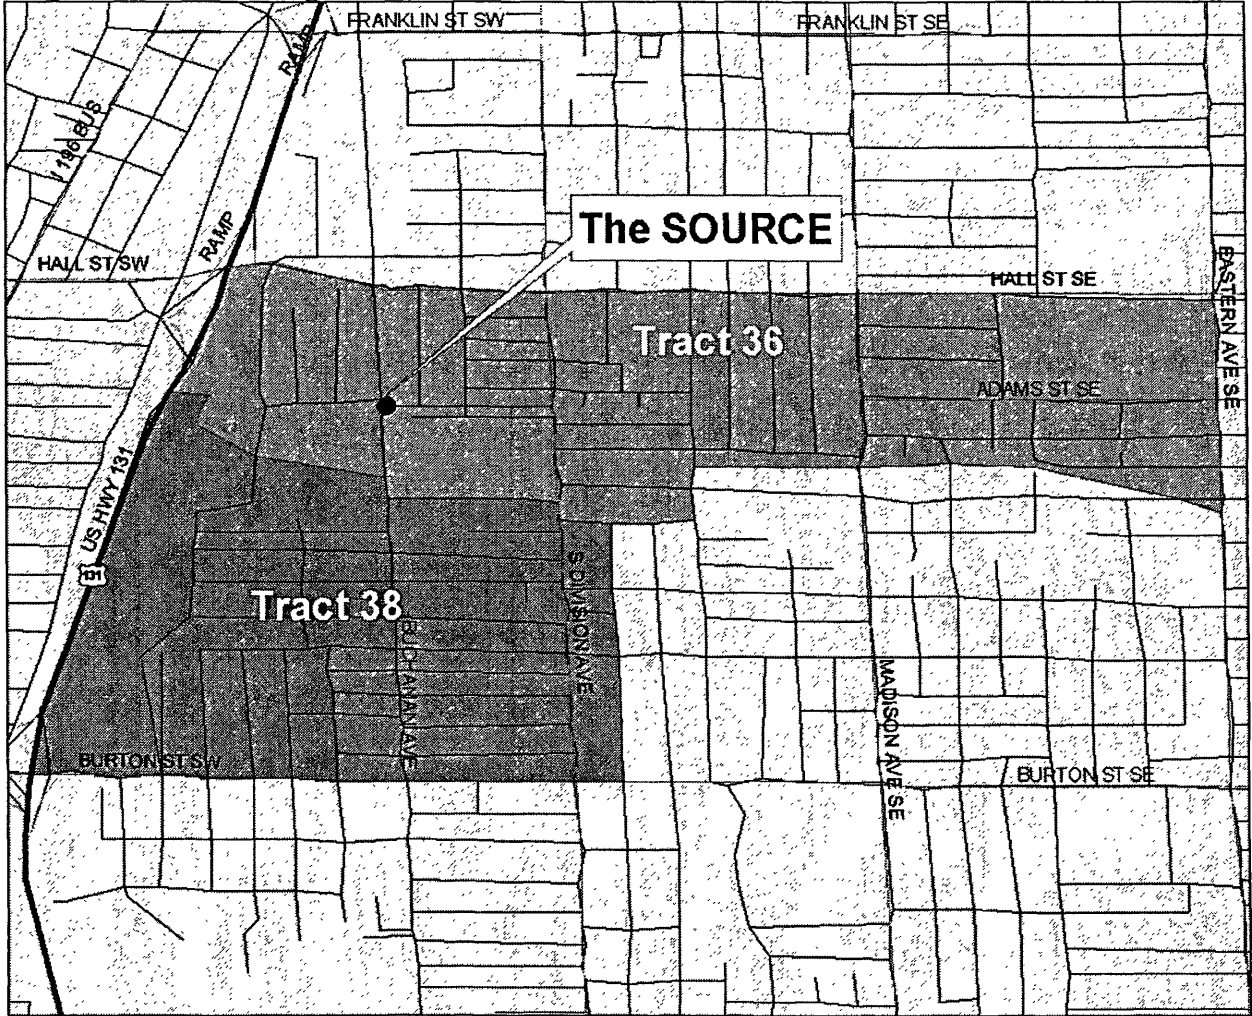 FRANKLIN ST SW
FRANKLIN ST SE
RAMP
I 196 BUS
RAMP
The SOURCE
HALL ST SW
HALL ST SE
EASTERN AVE SE
Tract 36
ADAMS ST SE
US HWY 131
131
S DIVISION AVE
Tract 38
BUCHANAN AVE
MADISON AVE SE
BURTON ST SW
BURTON ST SE